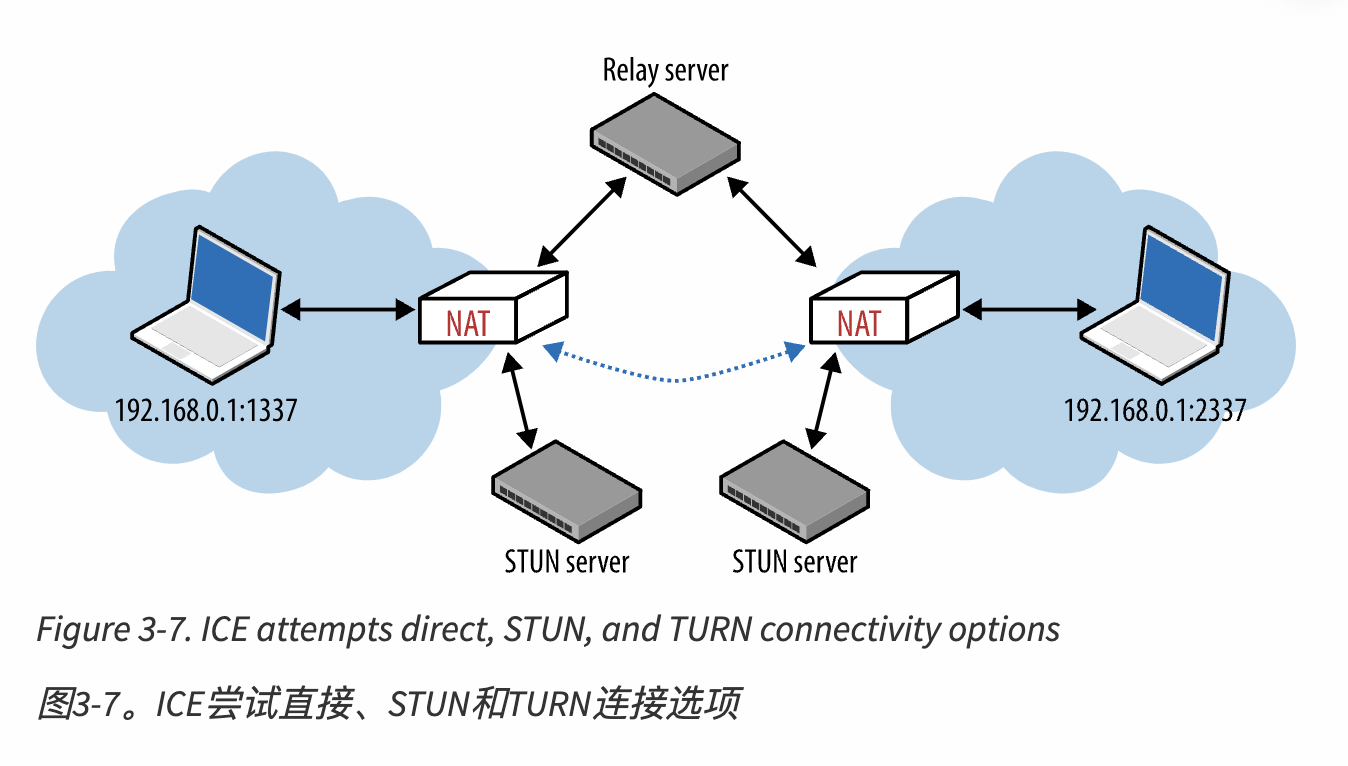 Relay server
NAT
NAT
192.168.0.1:1337
192.168.0.1:2337
STUN server
STUN server
Figure 3-7. ICE attempts direct, STUN, and TURN connectivity options
图3-7。ICE尝试直接、STUN和TURN连接选项